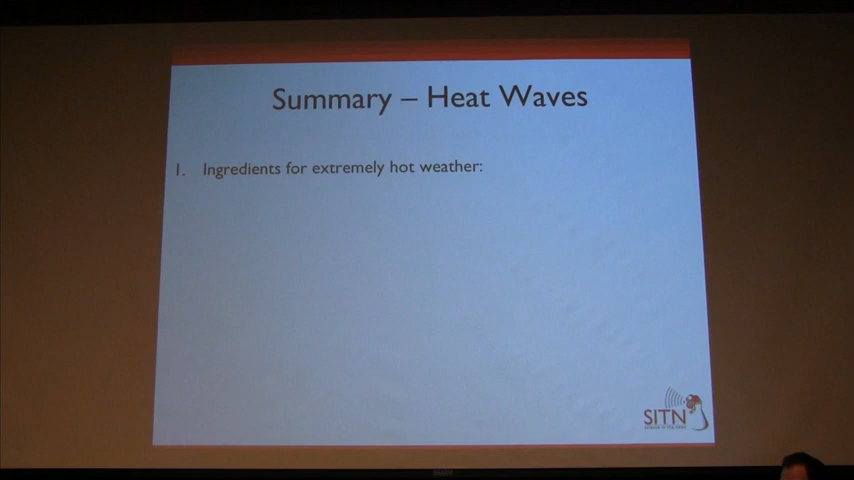 Summary – Heat Waves
1. Ingredients for extremely hot weather:
SITN